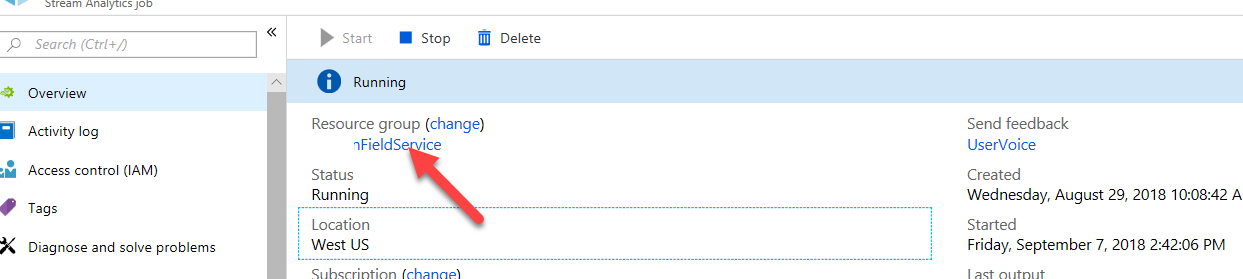 Stream Analytics job
Search (Ctrl+/)
«
Start
Stop
Delete
Overview
Activity log
Access control (IAM)
Tags
Diagnose and solve problems
Running
Resource group (change)
nFieldService
Status
Running
Location
West US
Subscription (change)
Send feedback
UserVoice
Created
Wednesday, August 29, 2018 10:08:42 A
Started
Friday, September 7, 2018 2:42:06 PM
Last output